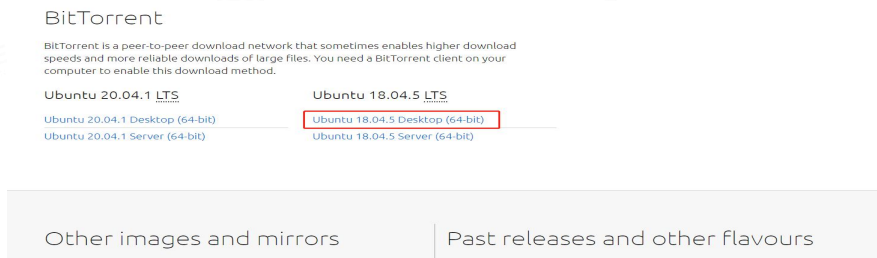 BitTorrent
BitTorrent is a peer-to-peer download network that sometimes enables higher download
speeds and more reliable downloads of large files. You need a BitTorrent client on your
computer to enable this download method.
Ubuntu 20.04.1 LTS
Ubuntu 20.04.1 Desktop (64-bit)
Ubuntu 20.04.1 Server (64-bit)
Ubuntu 18.04.5 LTS
Ubuntu 18.04.5 Desktop (64-bit)
Ubuntu 18.04.5 Server (64-bit)
Other images and mirrors
Past releases and other flavours